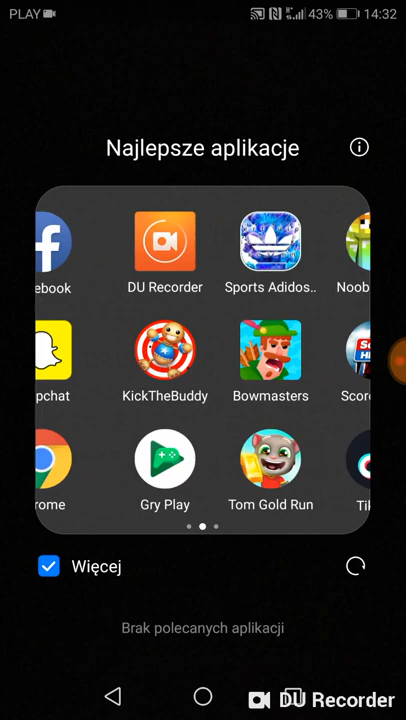 PLAY 43% 14:32
Najlepsze aplikacje
ebook DU Recorder Sports Adidos.. Noob
pchat KickTheBuddy Bowmasters Score
rome Gry Play Tom Gold Run Tik
Więcej
Brak polecanych aplikacji
DU Recorder